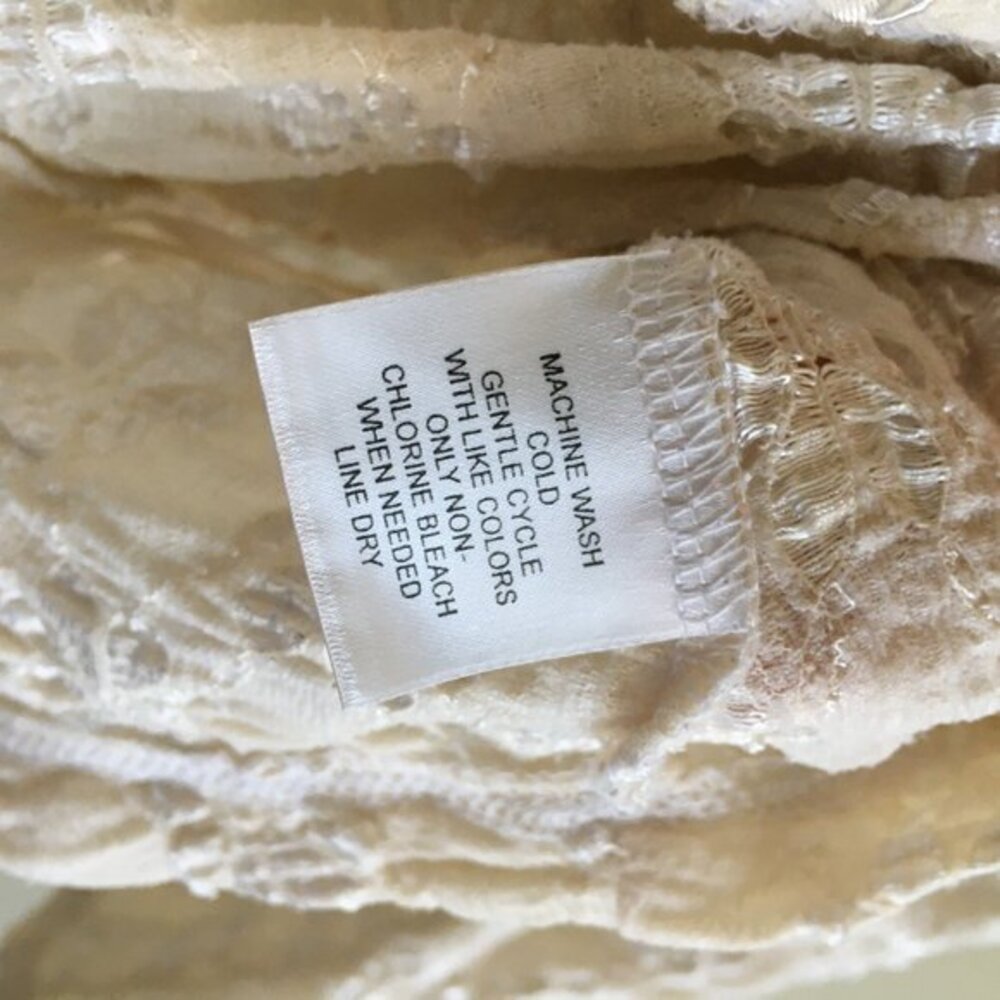 MACHINE WASH
COLD
GENTLE CYCLE
WITH LIKE COLORS
ONLY NON-
CHLORINE BLEACH
WHEN NEEDED
LINE DRY